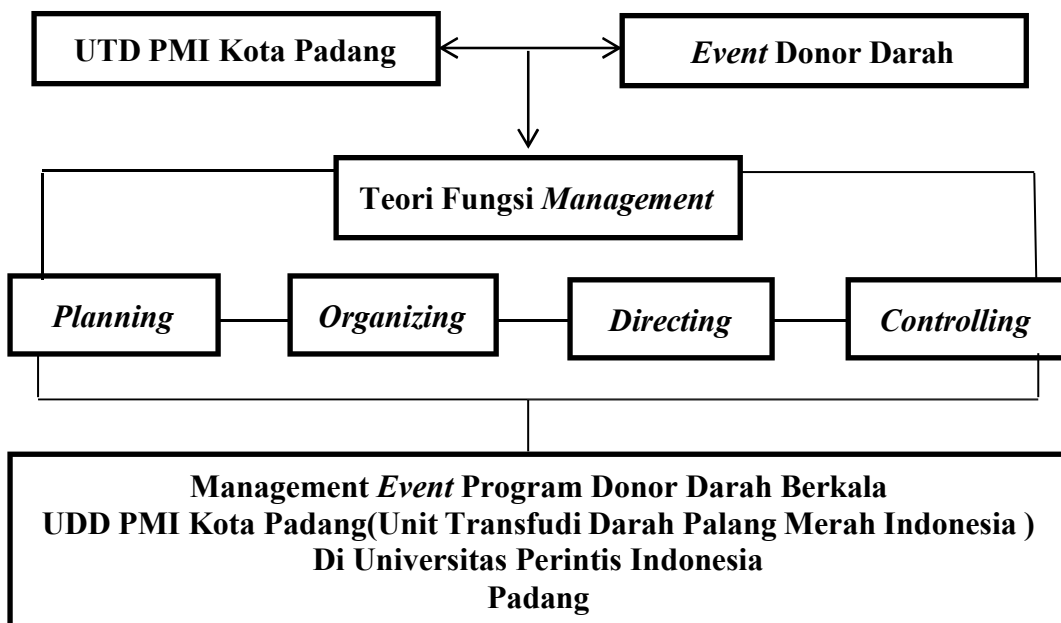 UTD PMI Kota Padang
Event Donor Darah
Teori Fungsi Management
Planning
Organizing
Directing
Controlling
Management Event Program Donor Darah Berkala
UDD PMI Kota Padang(Unit Transfudi Darah Palang Merah Indonesia )
Di Universitas Perintis Indonesia
Padang